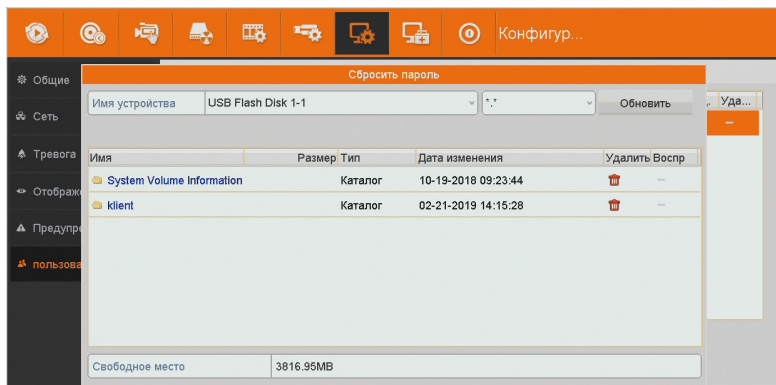 Конфигур...
Сбросить пароль
Общие
Имя устройства USB Flash Disk 1-1 *.* Обновить
Уда...
Сеть
Тревога
Имя Размер Тип Дата изменения Удалить Воспр
System Volume Information Каталог 10-19-2018 09:23:44
Отображ
klient Каталог 02-21-2019 14:15:28
Предупр
пользова
Свободное место 3816.95MB